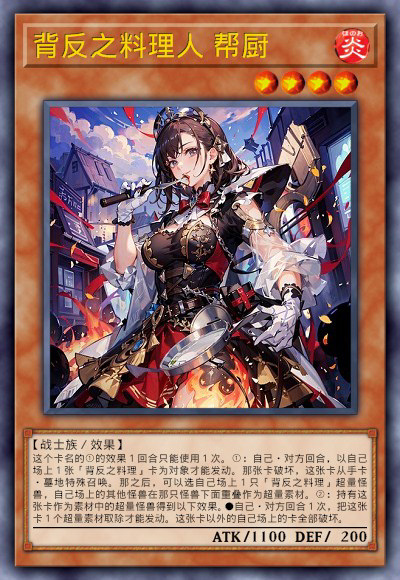 背反之料理人 帮厨
ほのお
炎
【战士族／效果】
这个卡名的①的效果1回合只能使用1次。①：自己·对方回合，以自己
场上1张「背反之料理」卡为对象才能发动。那张卡破坏，这张卡从手卡
·墓地特殊召唤。那之后，可以选自己场上1只「背反之料理」超量怪
兽，自己场上的其他怪兽在那只怪兽下面重叠作为超量素材。②：持有这
张卡作为素材中的超量怪兽得到以下效果。●自己·对方回合1次，把这张
卡1个超量素材取除才能发动。这张卡以外的自己场上的卡全部破坏。
ATK/1100 DEF/ 200